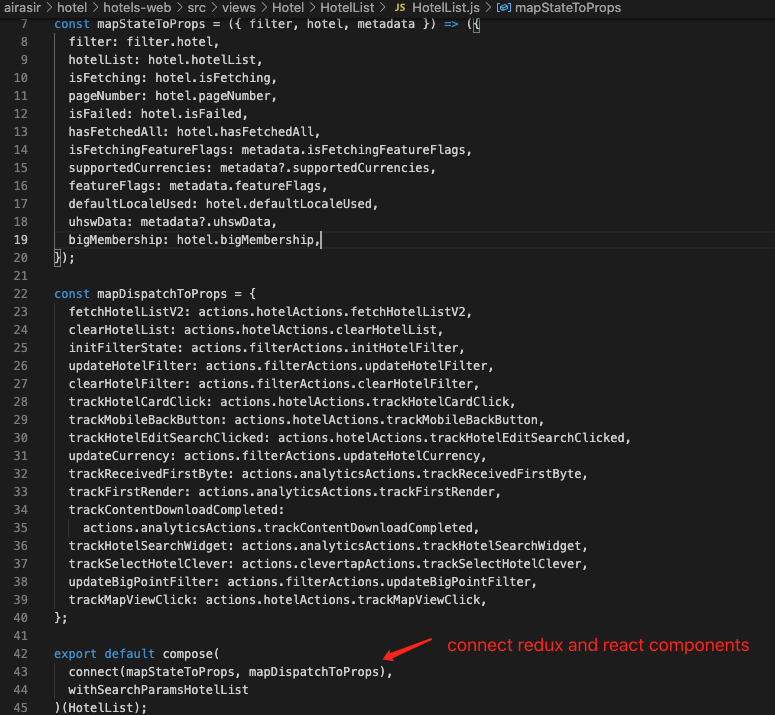 airasir > hotel > hotels-web > src > views > Hotel > HotelList > JS HotelList.js > mapStateToProps
7 const mapStateToProps = ({ filter, hotel, metadata }) => ({
8 filter: filter.hotel,
9 hotelList: hotel.hotelList,
10 isFetching: hotel.isFetching,
11 pageNumber: hotel.pageNumber,
12 isFailed: hotel.isFailed,
13 hasFetchedAll: hotel.hasFetchedAll,
14 isFetchingFeatureFlags: metadata.isFetchingFeatureFlags,
15 supportedCurrencies: metadata?.supportedCurrencies,
16 featureFlags: metadata.featureFlags,
17 defaultLocaleUsed: hotel.defaultLocaleUsed,
18 uhswData: metadata?.uhswData,
19 bigMembership: hotel.bigMembership,
20 });
21
22 const mapDispatchToProps = {
23 fetchHotelListV2: actions.hotelActions.fetchHotelListV2,
24 clearHotelList: actions.hotelActions.clearHotelList,
25 initFilterState: actions.filterActions.initHotelFilter,
26 updateHotelFilter: actions.filterActions.updateHotelFilter,
27 clearHotelFilter: actions.filterActions.clearHotelFilter,
28 trackHotelCardClick: actions.hotelActions.trackHotelCardClick,
29 trackMobileBackButton: actions.hotelActions.trackMobileBackButton,
30 trackHotelEditSearchClicked: actions.hotelActions.trackHotelEditSearchClicked,
31 updateCurrency: actions.filterActions.updateHotelCurrency,
32 trackReceivedFirstByte: actions.analyticsActions.trackReceivedFirstByte,
33 trackFirstRender: actions.analyticsActions.trackFirstRender,
34 trackContentDownloadCompleted:
35 actions.analyticsActions.trackContentDownloadCompleted,
36 trackHotelSearchWidget: actions.analyticsActions.trackHotelSearchWidget,
37 trackSelectHotelClever: actions.clevertapActions.trackSelectHotelClever,
38 updateBigPointFilter: actions.filterActions.updateBigPointFilter,
39 trackMapViewClick: actions.hotelActions.trackMapViewClick,
40 };
41
42 export default compose(
connect redux and react components
43 connect(mapStateToProps, mapDispatchToProps),
44 withSearchParamsHotelList
45 )(HotelList);